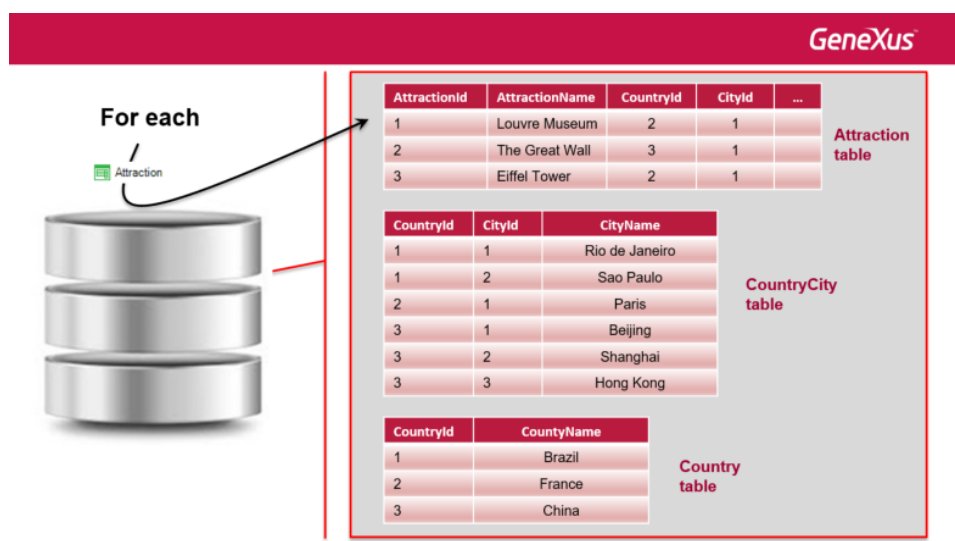 GeneXus
For each
Attraction
AttractionId AttractionName CountryId CityId ...
1 Louvre Museum 2 1
2 The Great Wall 3 1
3 Eiffel Tower 2 1
Attraction
table
CountryId CityId CityName
1 1 Rio de Janeiro
1 2 Sao Paulo
2 1 Paris
3 1 Beijing
3 2 Shanghai
3 3 Hong Kong
CountryCity
table
CountryId CountyName
1 Brazil
2 France
3 China
Country
table